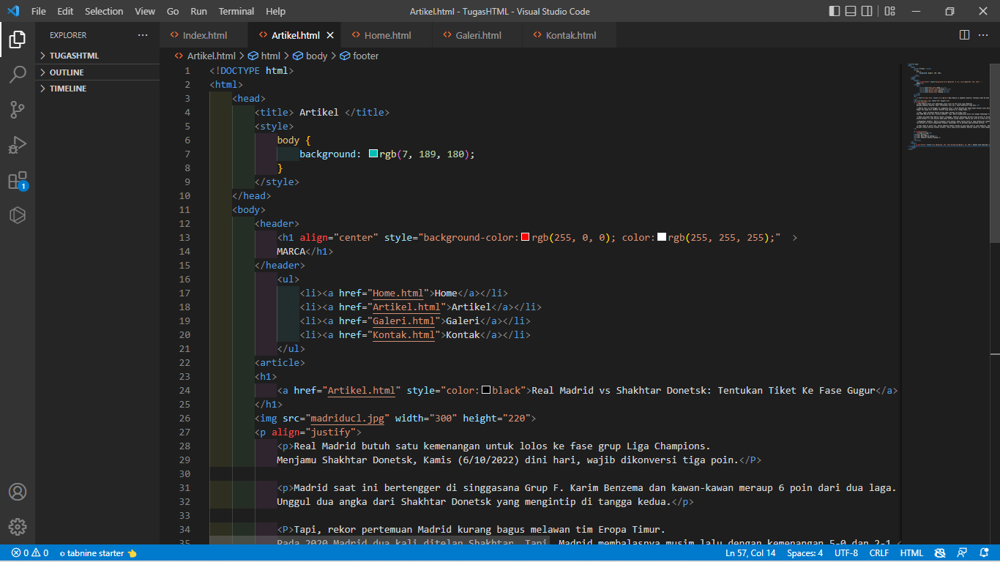 File Edit Selection View Go Run Terminal Help
Artikel.html - TugasHTML - Visual Studio Code
EXPLORER
TUGASHTML
OUTLINE
TIMELINE
1
Index.html Artikel.html Home.html Galeri.html Kontak.html
Artikel.html > html > body > footer
1 <!DOCTYPE html>
2 <html>
3 <head>
4 <title> Artikel </title>
5 <style>
6 body {
7 background: rgb(7, 189, 180);
8 }
9 </style>
10 </head>
11 <body>
12 <header>
13 <h1 align="center" style="background-color: rgb(255, 0, 0); color: rgb(255, 255, 255);" >
14 MARCA</h1>
15 </header>
16 <ul>
17 <li><a href="Home.html">Home</a></li>
18 <li><a href="Artikel.html">Artikel</a></li>
19 <li><a href="Galeri.html">Galeri</a></li>
20 <li><a href="Kontak.html">Kontak</a></li>
21 </ul>
22 <article>
23 <h1>
24 <a href="Artikel.html" style="color: black">Real Madrid vs Shakhtar Donetsk: Tentukan Tiket Ke Fase Gugur</a>
25 </h1>
26 <img src="madriducl.jpg" width="300" height="220">
27 <p align="justify">
28 <p>Real Madrid butuh satu kemenangan untuk lolos ke fase grup Liga Champions.
29 Menjamu Shakhtar Donetsk, Kamis (6/10/2022) dini hari, wajib dikonversi tiga poin.</P>
30
31 <p>Madrid saat ini bertengger di singgasana Grup F. Karim Benzema dan kawan-kawan meraup 6 poin dari dua laga.
32 Unggul dua angka dari Shakhtar Donetsk yang mengintip di tangga kedua.</p>
33
34 <P>Tapi, rekor pertemuan Madrid kurang bagus melawan tim Eropa Timur.
35 Pada 2020 Madrid dua kali ditelan Shakhtar. Tapi, Madrid membalasnya musim lalu dengan kemenangan 5-0 dan 2-1.
0 0 tabnine starter Ln 57, Col 14 Spaces: 4 UTF-8 CRLF HTML